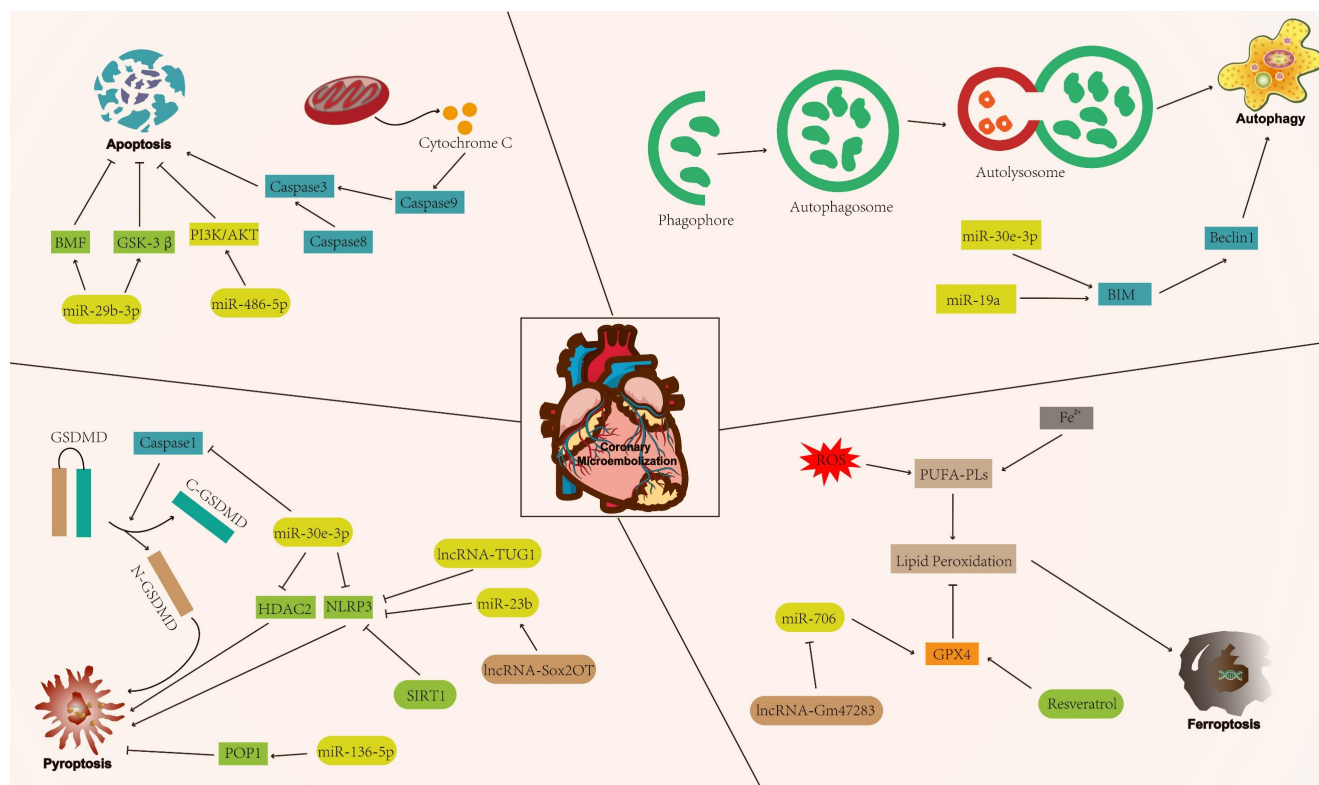 Apoptosis
Cytochrome C
Caspase3
Caspase9
Caspase8
BMF
GSK-3 β
PI3K/AKT
miR-29b-3p
miR-486-5p
Phagophore
Autophagosome
Autolysosome
Autophagy
miR-30e-3p
miR-19a
BIM
Beclin1
Coronary
Microembolization
GSDMD
Caspase1
C-GSDMD
N-GSDMD
miR-30e-3p
HDAC2
NLRP3
lncRNA-TUG1
miR-23b
lncRNA-Sox2OT
SIRT1
POP1
miR-136-5p
Pyroptosis
Fe²⁺
ROS
PUFA-PLs
Lipid Peroxidation
miR-706
GPX4
lncRNA-Gm47283
Resveratrol
Ferroptosis